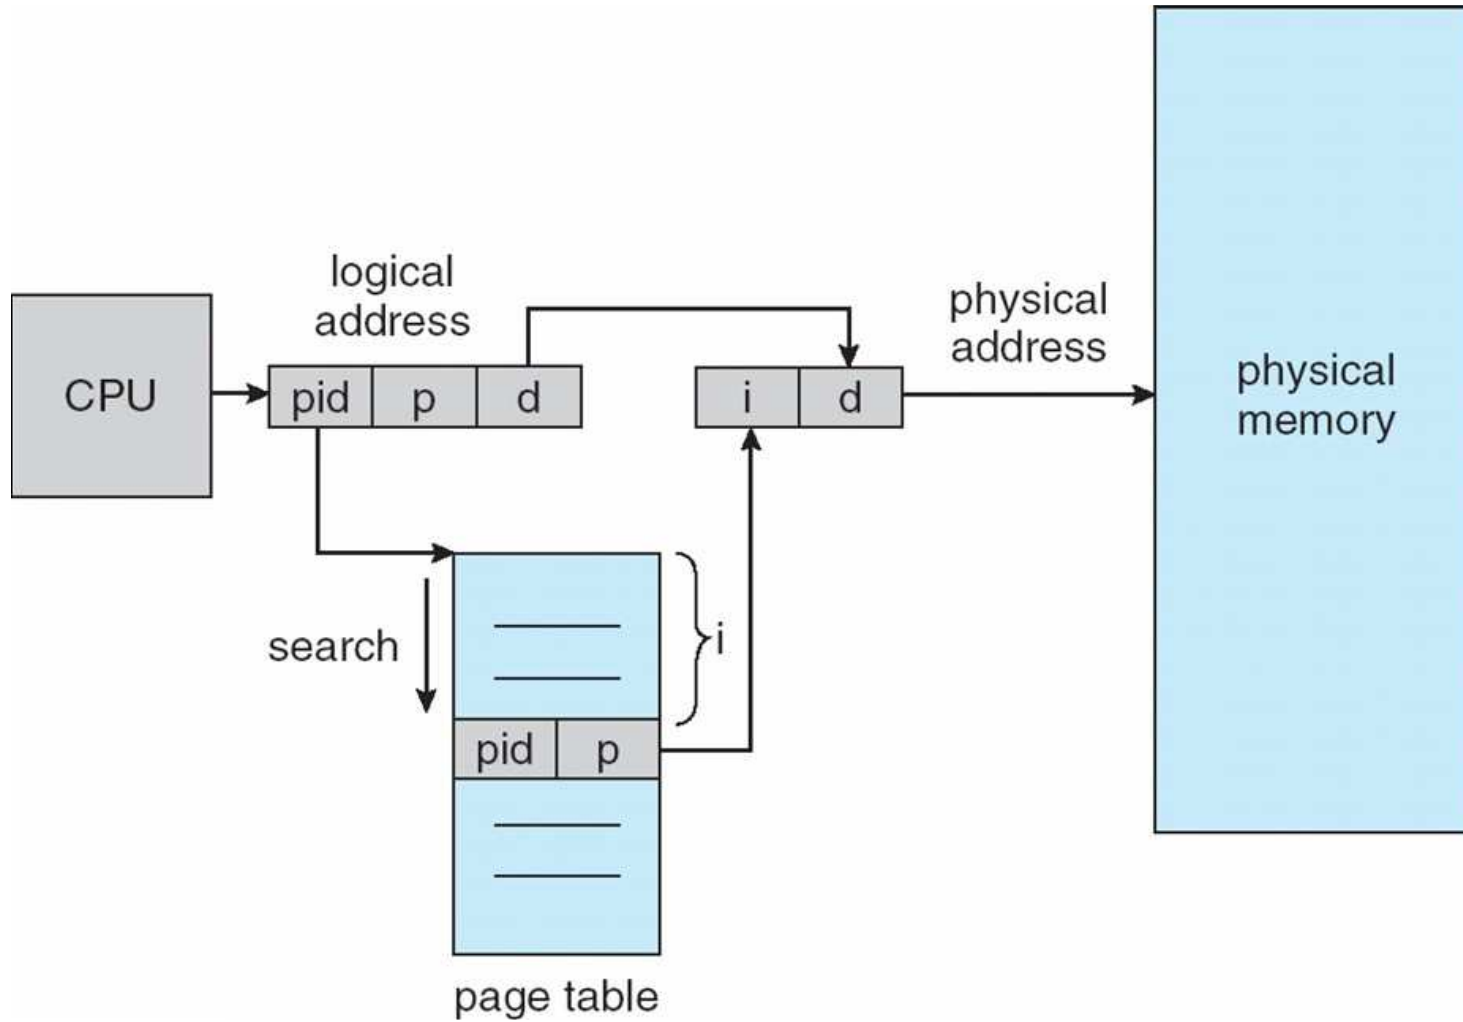 logical
address
physical
address
CPU
pid p d
i d
physical
memory
search
i
pid p
page table